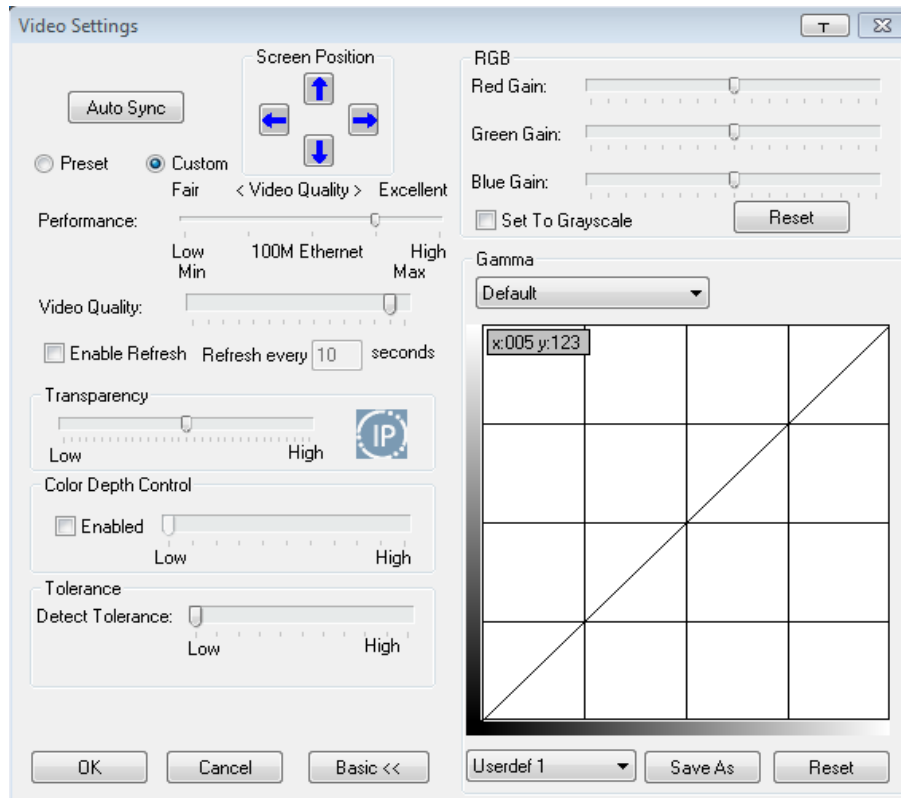 Video Settings
T
Screen Position
Auto Sync
Preset
Custom
Fair < Video Quality > Excellent
Performance:
Low 100M Ethernet High
Min Max
Video Quality:
Enable Refresh Refresh every 10 seconds
Transparency
IP
Low High
Color Depth Control
Enabled
Low High
Tolerance
Detect Tolerance:
Low High
OK
Cancel
Basic <<
RGB
Red Gain:
Green Gain:
Blue Gain:
Set To Grayscale
Reset
Gamma
Default
x:005 y:123
Userdef 1
Save As
Reset